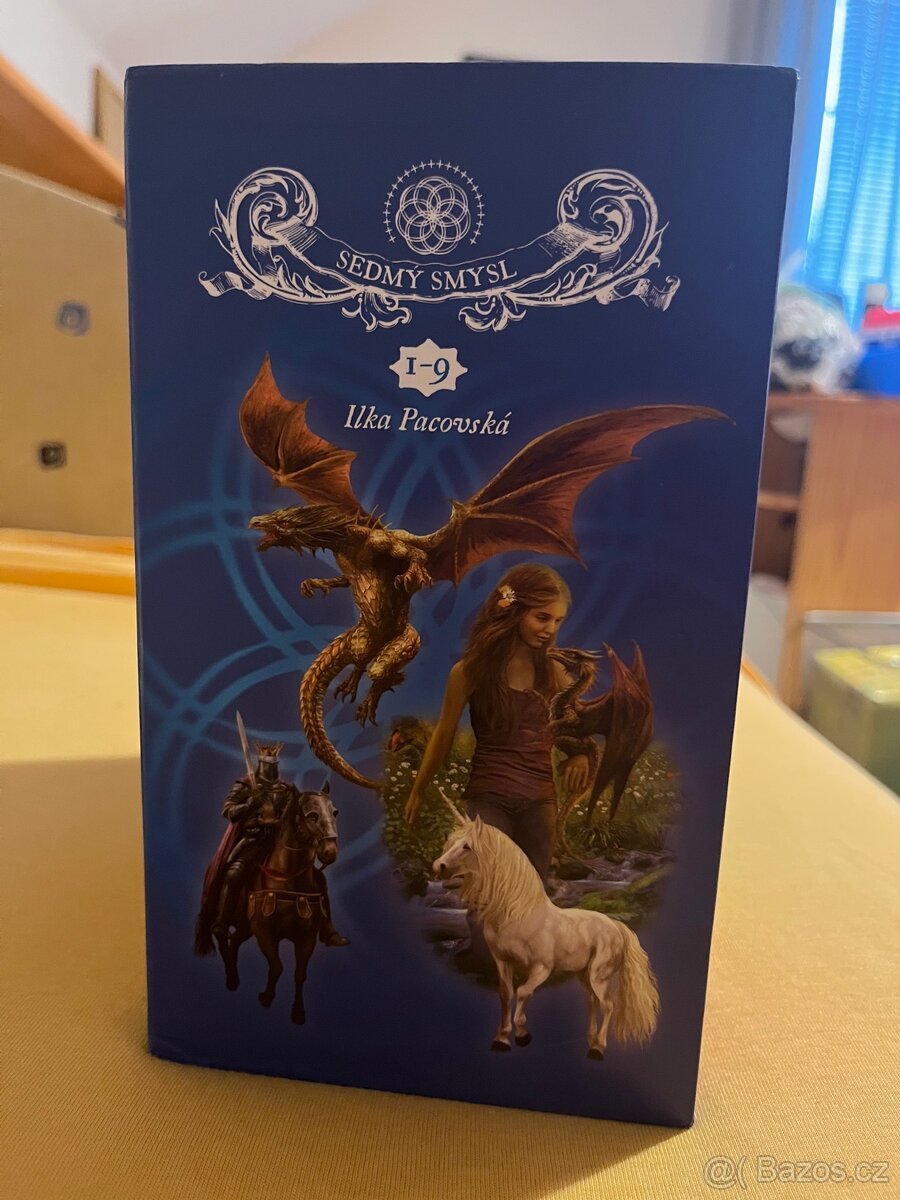 SEDMÝ SMYSL
1-9
Ilka Pacovská
@( Bazos.cz